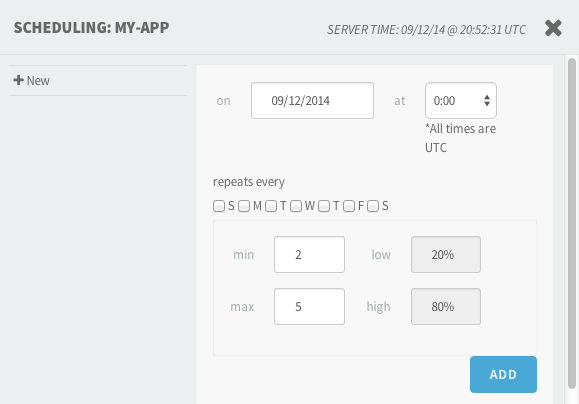 SCHEDULING: MY-APP
SERVER TIME: 09/12/14 @ 20:52:31 UTC
New
on 09/12/2014 at 0:00
*All times are
UTC
repeats every
S M T W T F S
min 2 low 20%
max 5 high 80%
ADD